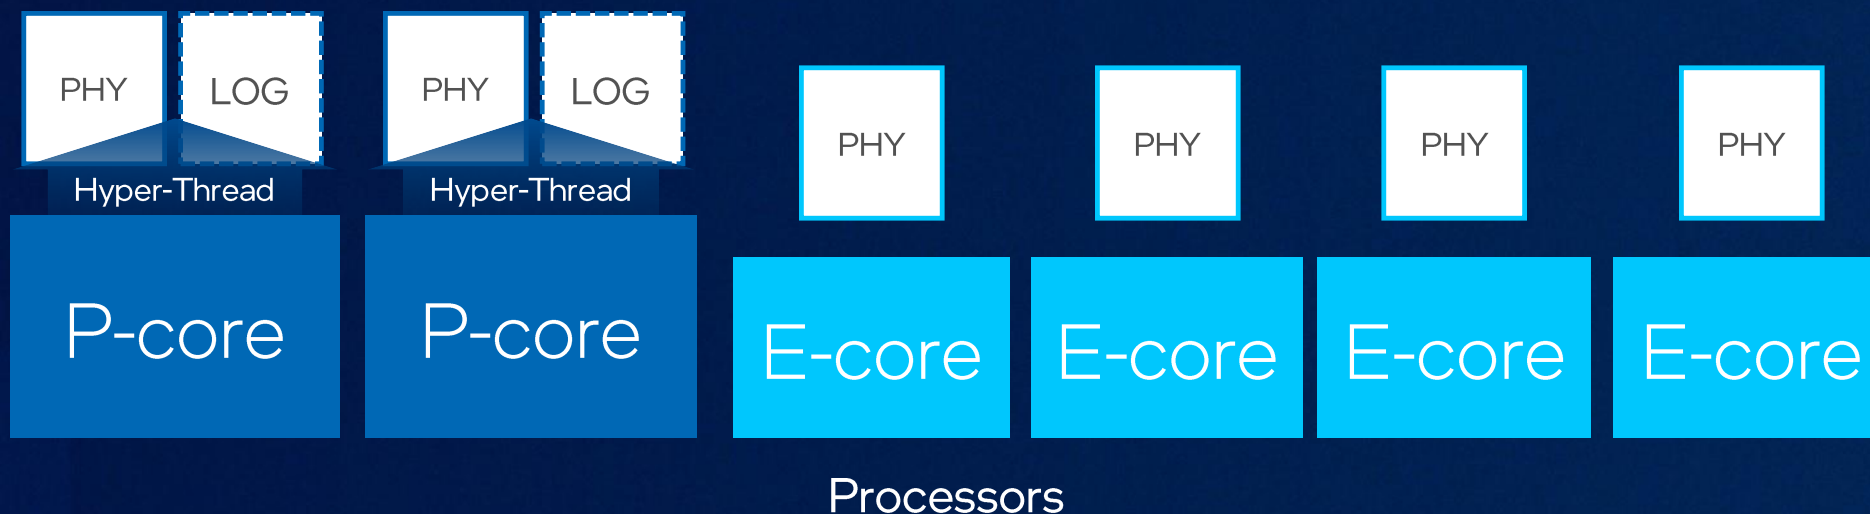 PHY LOG PHY LOG
PHY PHY PHY PHY
Hyper-Thread Hyper-Thread
P-core P-core E-core E-core E-core E-core
Processors